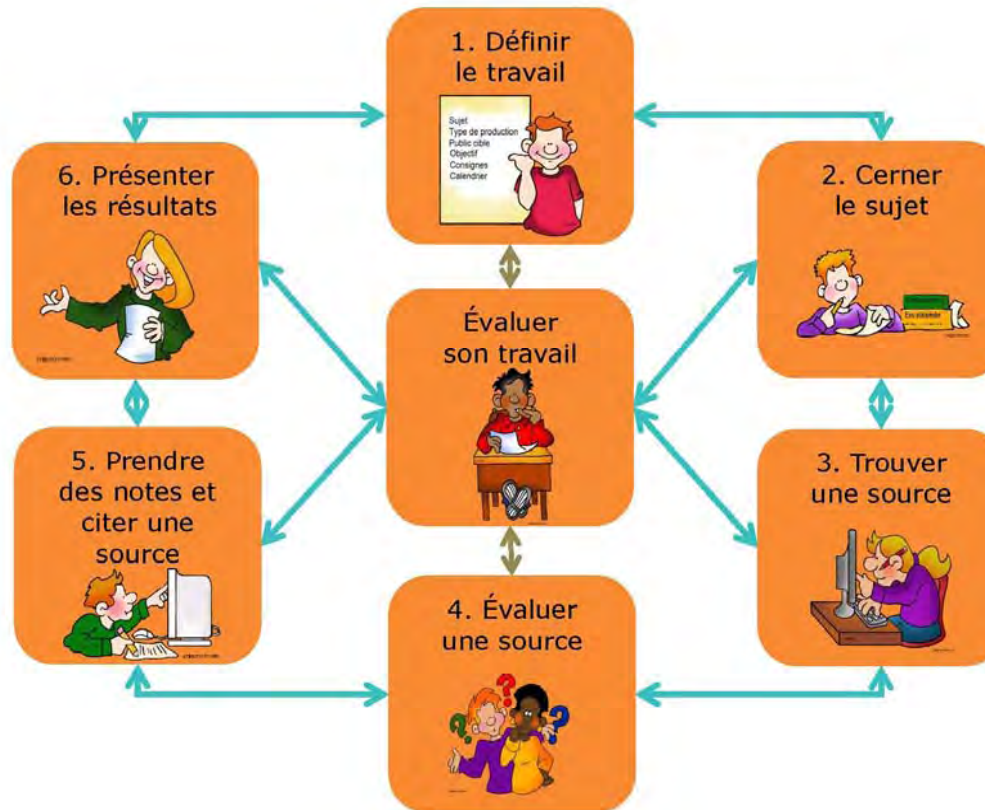 1. Définir
le travail
Sujet
Type de production
Public cible
Objectif
Consignes
Calendrier
2. Cerner
le sujet
3. Trouver
une source
4. Évaluer
une source
5. Prendre
des notes et
citer une
source
6. Présenter
les résultats
Évaluer
son travail